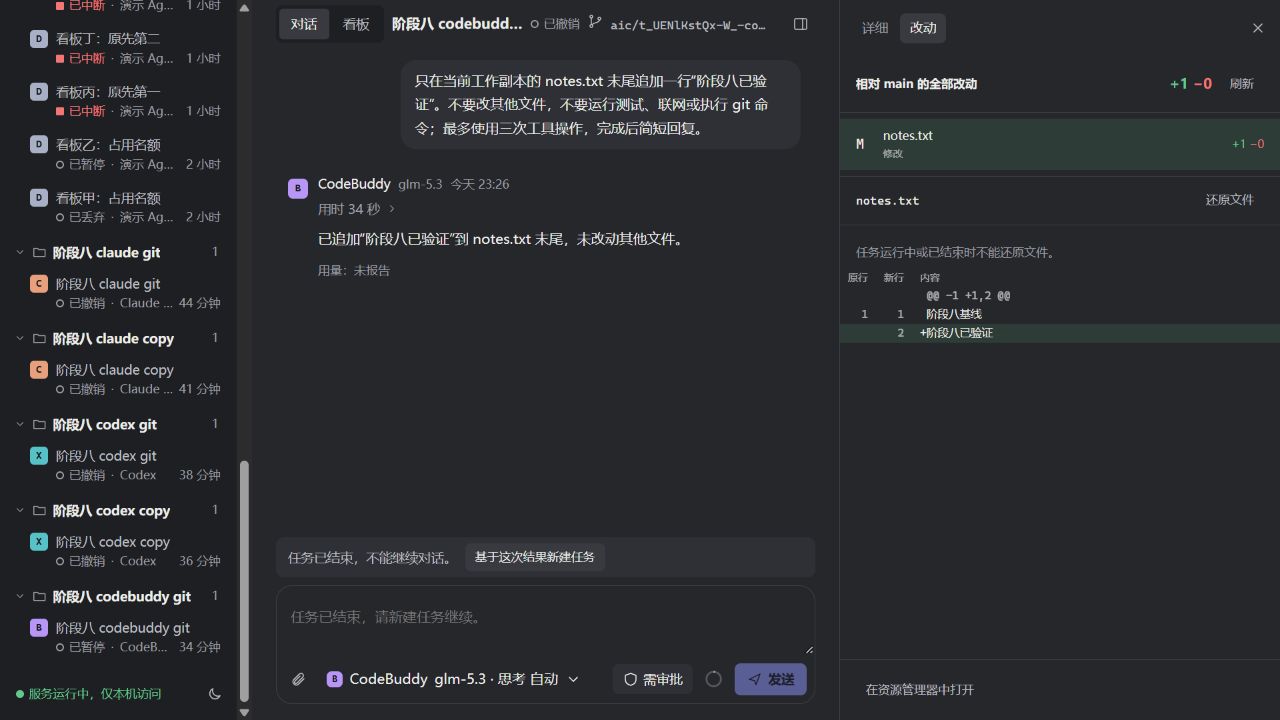 已中断 · 演示 Ag... 1 小时
D 看板丁：原先第二
已中断 · 演示 Ag... 1 小时
D 看板丙：原先第一
已中断 · 演示 Ag... 1 小时
D 看板乙：占用名额
已暂停 · 演示 Ag... 2 小时
D 看板甲：占用名额
已丢弃 · 演示 Ag... 2 小时
阶段八 claude git 1
C 阶段八 claude git
已撤销 · Claude ... 44 分钟
阶段八 claude copy 1
C 阶段八 claude copy
已撤销 · Claude ... 41 分钟
阶段八 codex git 1
X 阶段八 codex git
已撤销 · Codex 38 分钟
阶段八 codex copy 1
X 阶段八 codex copy
已撤销 · Codex 36 分钟
阶段八 codebuddy git 1
B 阶段八 codebuddy git
已暂停 · CodeB... 34 分钟
服务运行中，仅本机访问
对话 看板 阶段八 codebudd... 已撤销 aic/t_UENlKstQx-W_-co...
只在当前工作副本的 notes.txt 末尾追加一行“阶段八已验
证”。不要改其他文件，不要运行测试、联网或执行 git 命
令；最多使用三次工具操作，完成后简短回复。
B CodeBuddy glm-5.3 今天 23:26
用时 34 秒
已追加“阶段八已验证”到 notes.txt 末尾，未改动其他文件。
用量：未报告
任务已结束，不能继续对话。 基于这次结果新建任务
任务已结束，请新建任务继续。
B CodeBuddy glm-5.3 · 思考 自动 需审批 发送
详细 改动
相对 main 的全部改动 +1 −0 刷新
M notes.txt +1 −0
修改
notes.txt 还原文件
任务运行中或已结束时不能还原文件。
原行 新行 内容
@@ -1 +1,2 @@
1 1 阶段八基线
2 +阶段八已验证
在资源管理器中打开